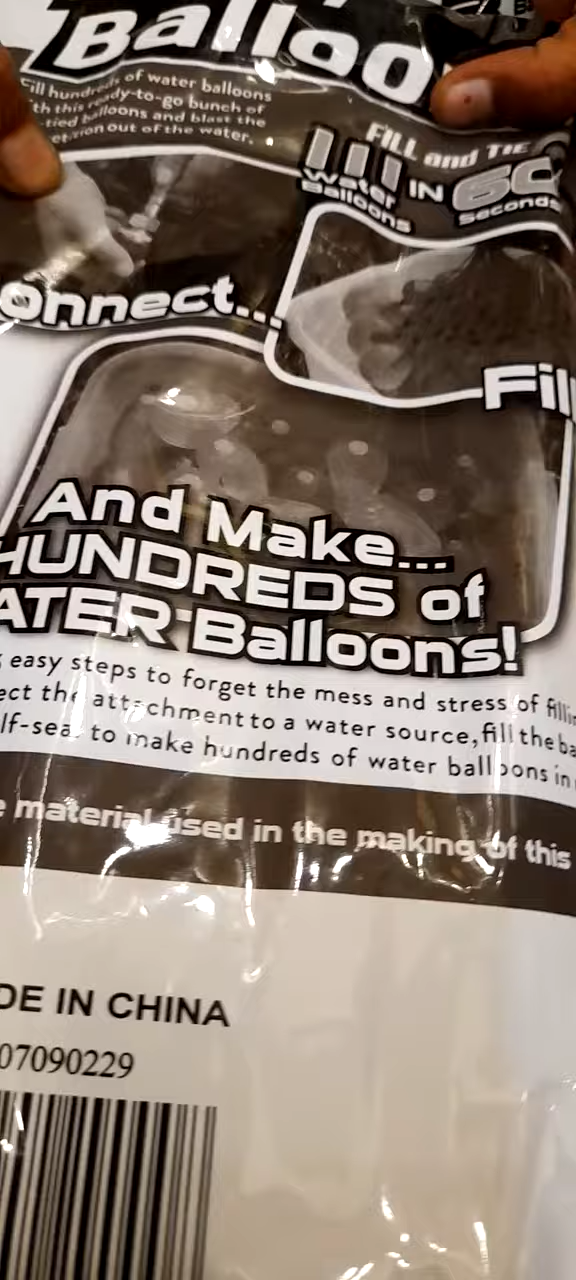 Balloo
Fill hundreds of water balloons
th this ready-to-go bunch of
-tied balloons and blast the
out of the water.
FILL and TIE
111 IN 60
Water Balloons Seconds
onnect...
Fil
And Make...
HUNDREDS of
ATER Balloons!
easy steps to forget the mess and stress of filli
ect the attachment to a water source, fill the ba
lf-seal to make hundreds of water balloons in
e material used in the making of this
DE IN CHINA
07090229